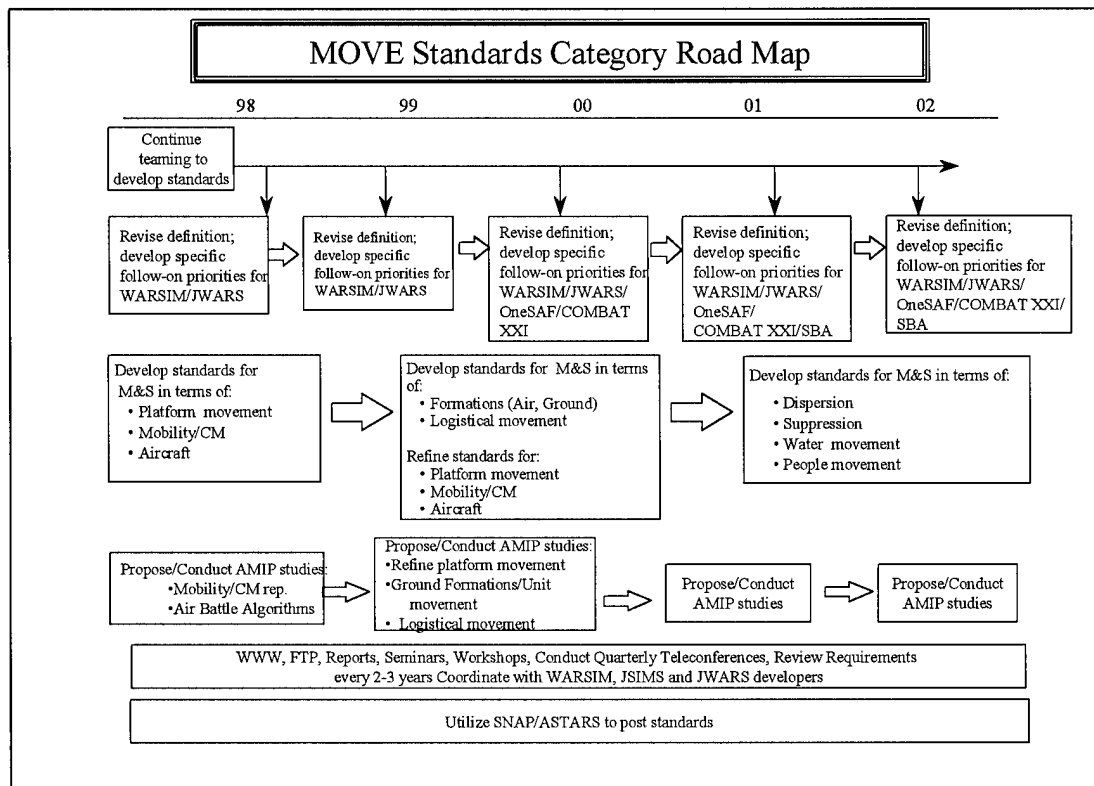 MOVE Standards Category Road Map
98 99 00 01 02
Continue
teaming to
develop standards
Revise definition;
develop specific
follow-on priorities for
WARSIM/JWARS
Revise definition;
develop specific
follow-on priorities for
WARSIM/JWARS
Revise definition;
develop specific
follow-on priorities for
WARSIM/JWARS/
OneSAF/COMBAT
XXI
Revise definition;
develop specific
follow-on priorities for
WARSIM/JWARS/
OneSAF/
COMBAT XXI/SBA
Revise definition;
develop specific
follow-on priorities for
WARSIM/JWARS/
OneSAF/COMBAT XXI/
SBA
Develop standards for
M&S in terms of:
• Platform movement
• Mobility/CM
• Aircraft
Develop standards for M&S in terms
of:
• Formations (Air, Ground)
• Logistical movement
Refine standards for:
• Platform movement
• Mobility/CM
• Aircraft
Develop standards for M&S in terms of:
• Dispersion
• Suppression
• Water movement
• People movement
Propose/Conduct AMIP studies:
• Mobility/CM rep.
• Air Battle Algorithms
Propose/Conduct AMIP studies:
• Refine platform movement
• Ground Formations/Unit
movement
• Logistical movement
Propose/Conduct
AMIP studies
Propose/Conduct
AMIP studies
WWW, FTP, Reports, Seminars, Workshops, Conduct Quarterly Teleconferences, Review Requirements
every 2-3 years Coordinate with WARSIM, JSIMS and JWARS developers
Utilize SNAP/ASTARS to post standards